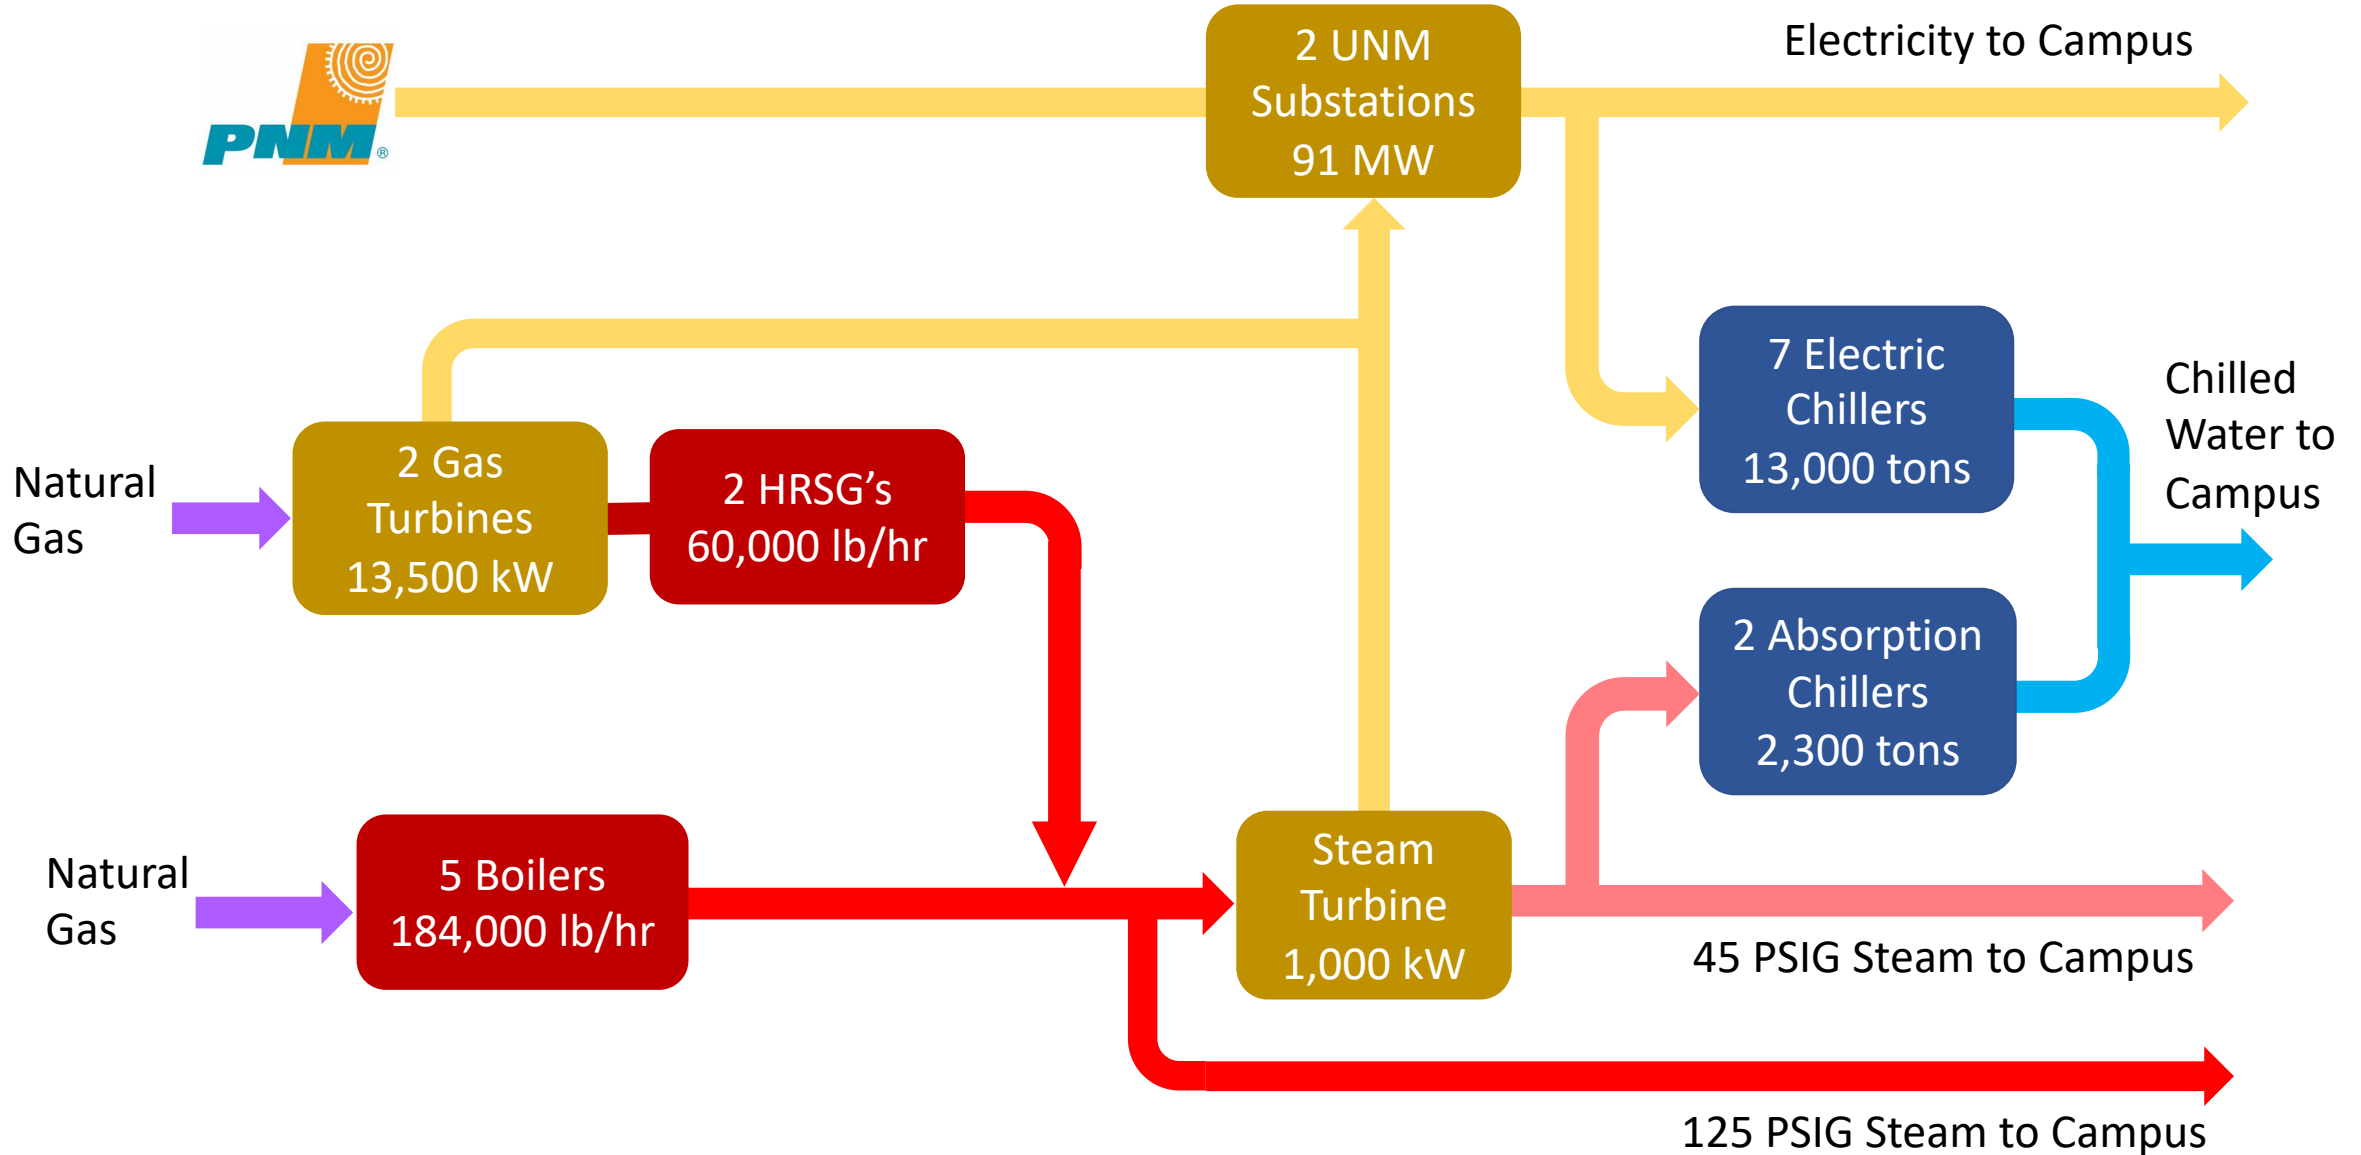 2 UNM
Substations
91 MW
Electricity to Campus
PNM®
7 Electric
Chillers
13,000 tons
Chilled
Water to
Campus
Natural
Gas
2 Gas
Turbines
13,500 kW
2 HRSG’s
60,000 lb/hr
2 Absorption
Chillers
2,300 tons
Natural
Gas
5 Boilers
184,000 lb/hr
Steam
Turbine
1,000 kW
45 PSIG Steam to Campus
125 PSIG Steam to Campus